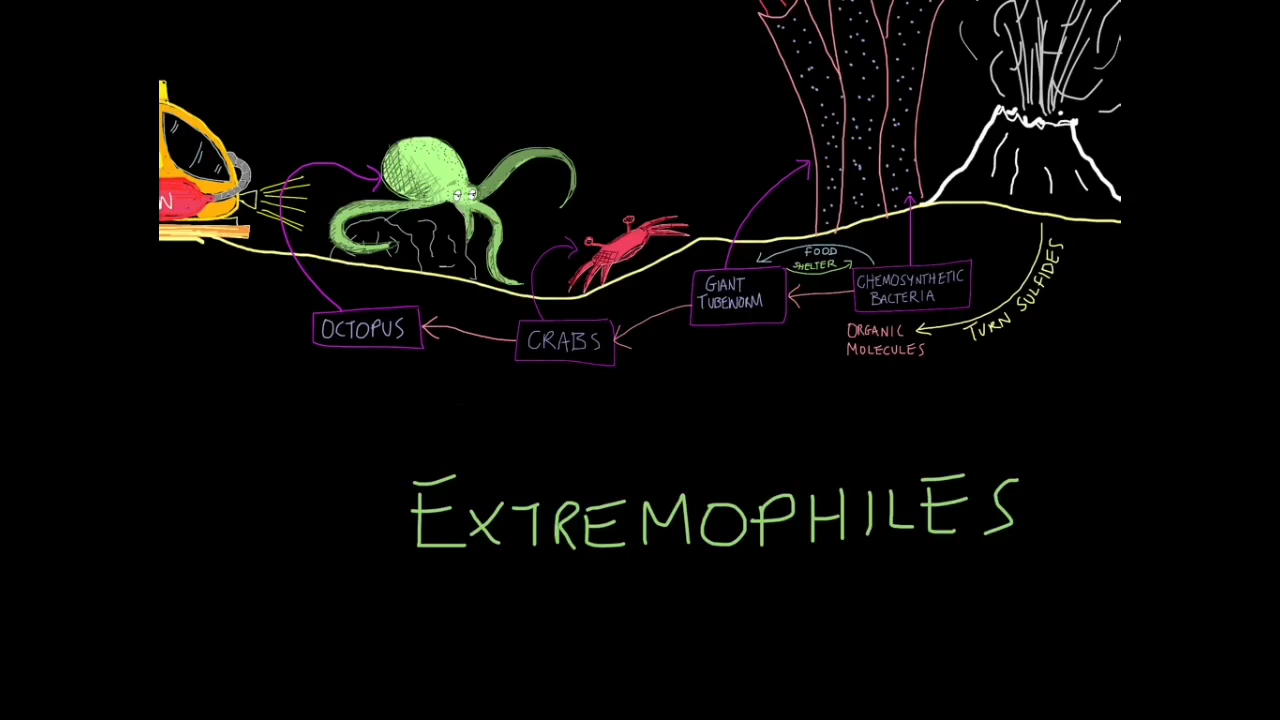 N
FOOD
SHELTER
GIANT
TUBEWORM
CHEMOSYNTHETIC
BACTERIA
OCTOPUS
CRABS
ORGANIC
MOLECULES
TURN SULFIDES
EXTREMOPHILES